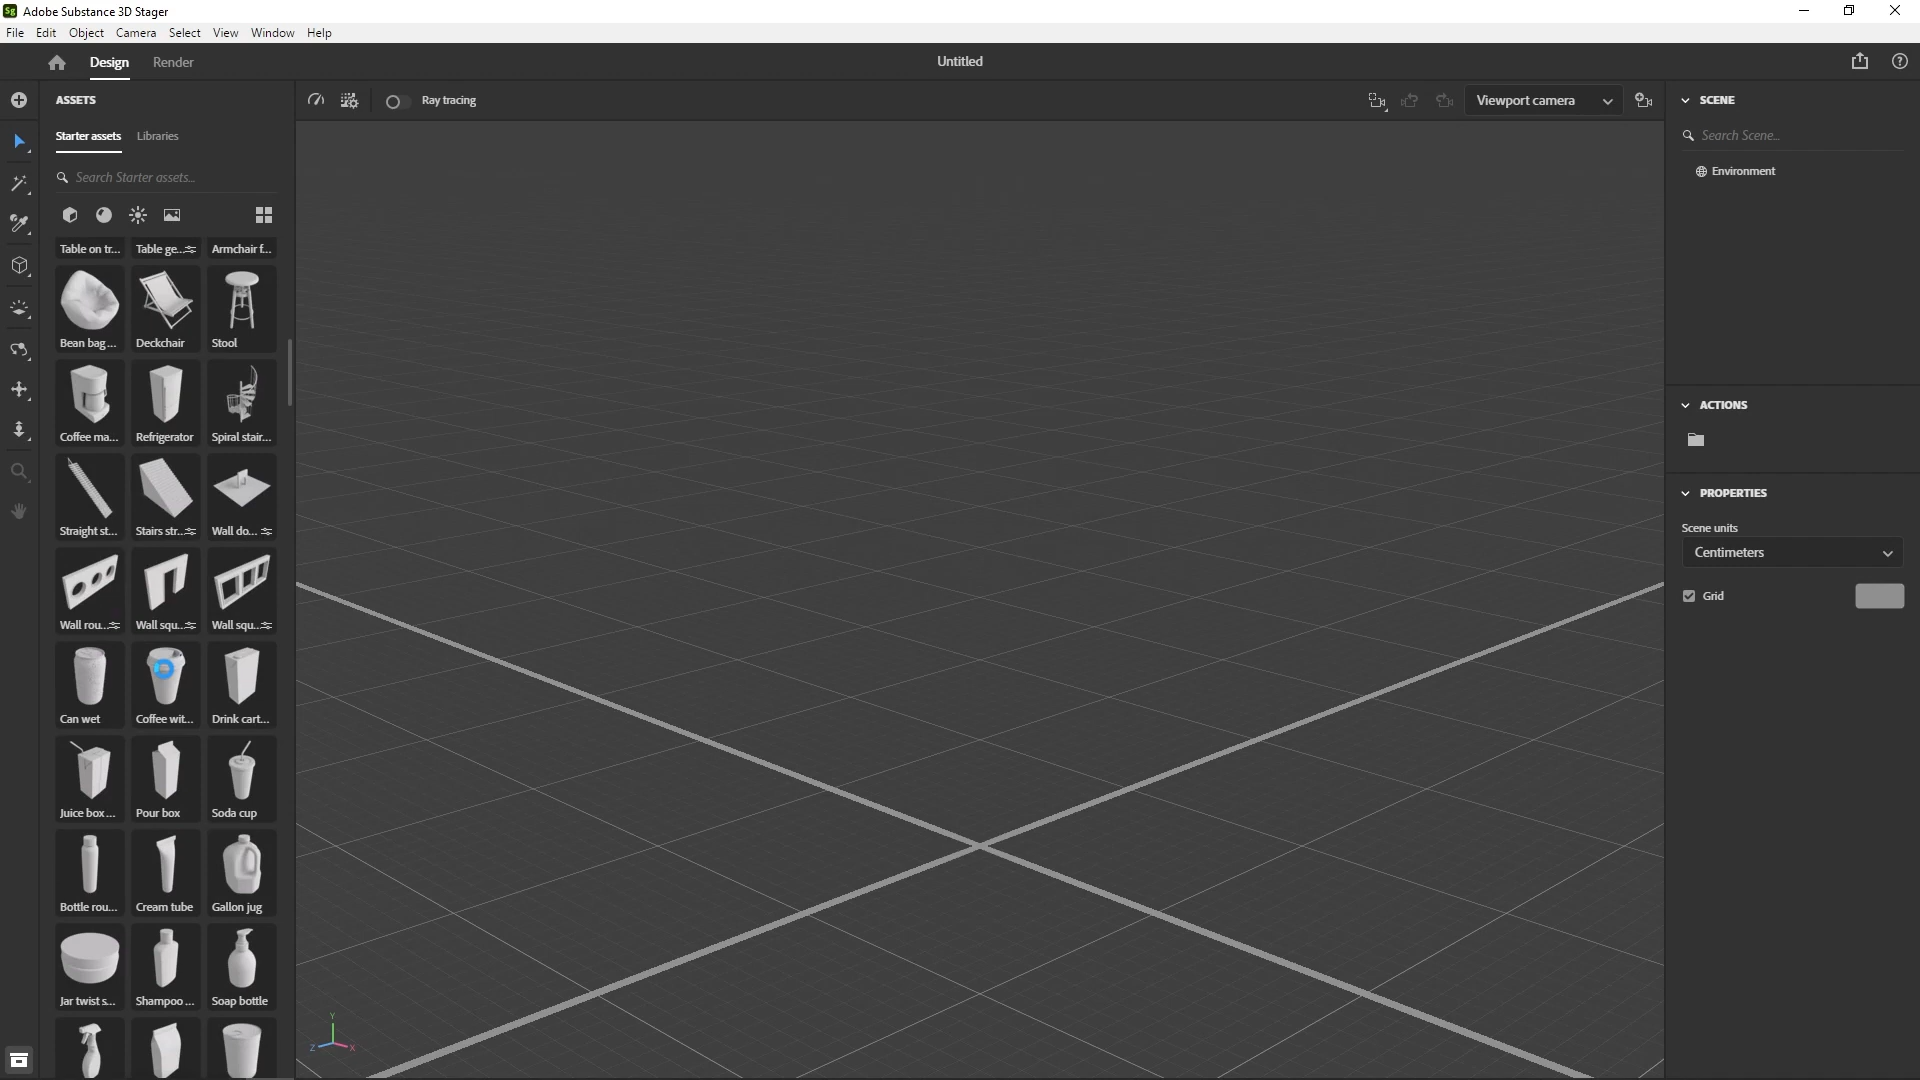 Sg Adobe Substance 3D Stager
File Edit Object Camera Select View Window Help
Design Render Untitled
ASSETS
Starter assets Libraries
Search Starter assets...
Ray tracing
Viewport camera
Table on tr... Table ge... Armchair f...
Bean bag ... Deckchair Stool
Coffee ma... Refrigerator Spiral stair...
Straight st... Stairs str... Wall do...
Wall rou... Wall squ... Wall squ...
Can wet Coffee wit... Drink cart...
Juice box ... Pour box Soda cup
Bottle rou... Cream tube Gallon jug
Jar twist s... Shampoo ... Soap bottle
Y
Z X
SCENE
Search Scene...
Environment
ACTIONS
PROPERTIES
Scene units
Centimeters
Grid